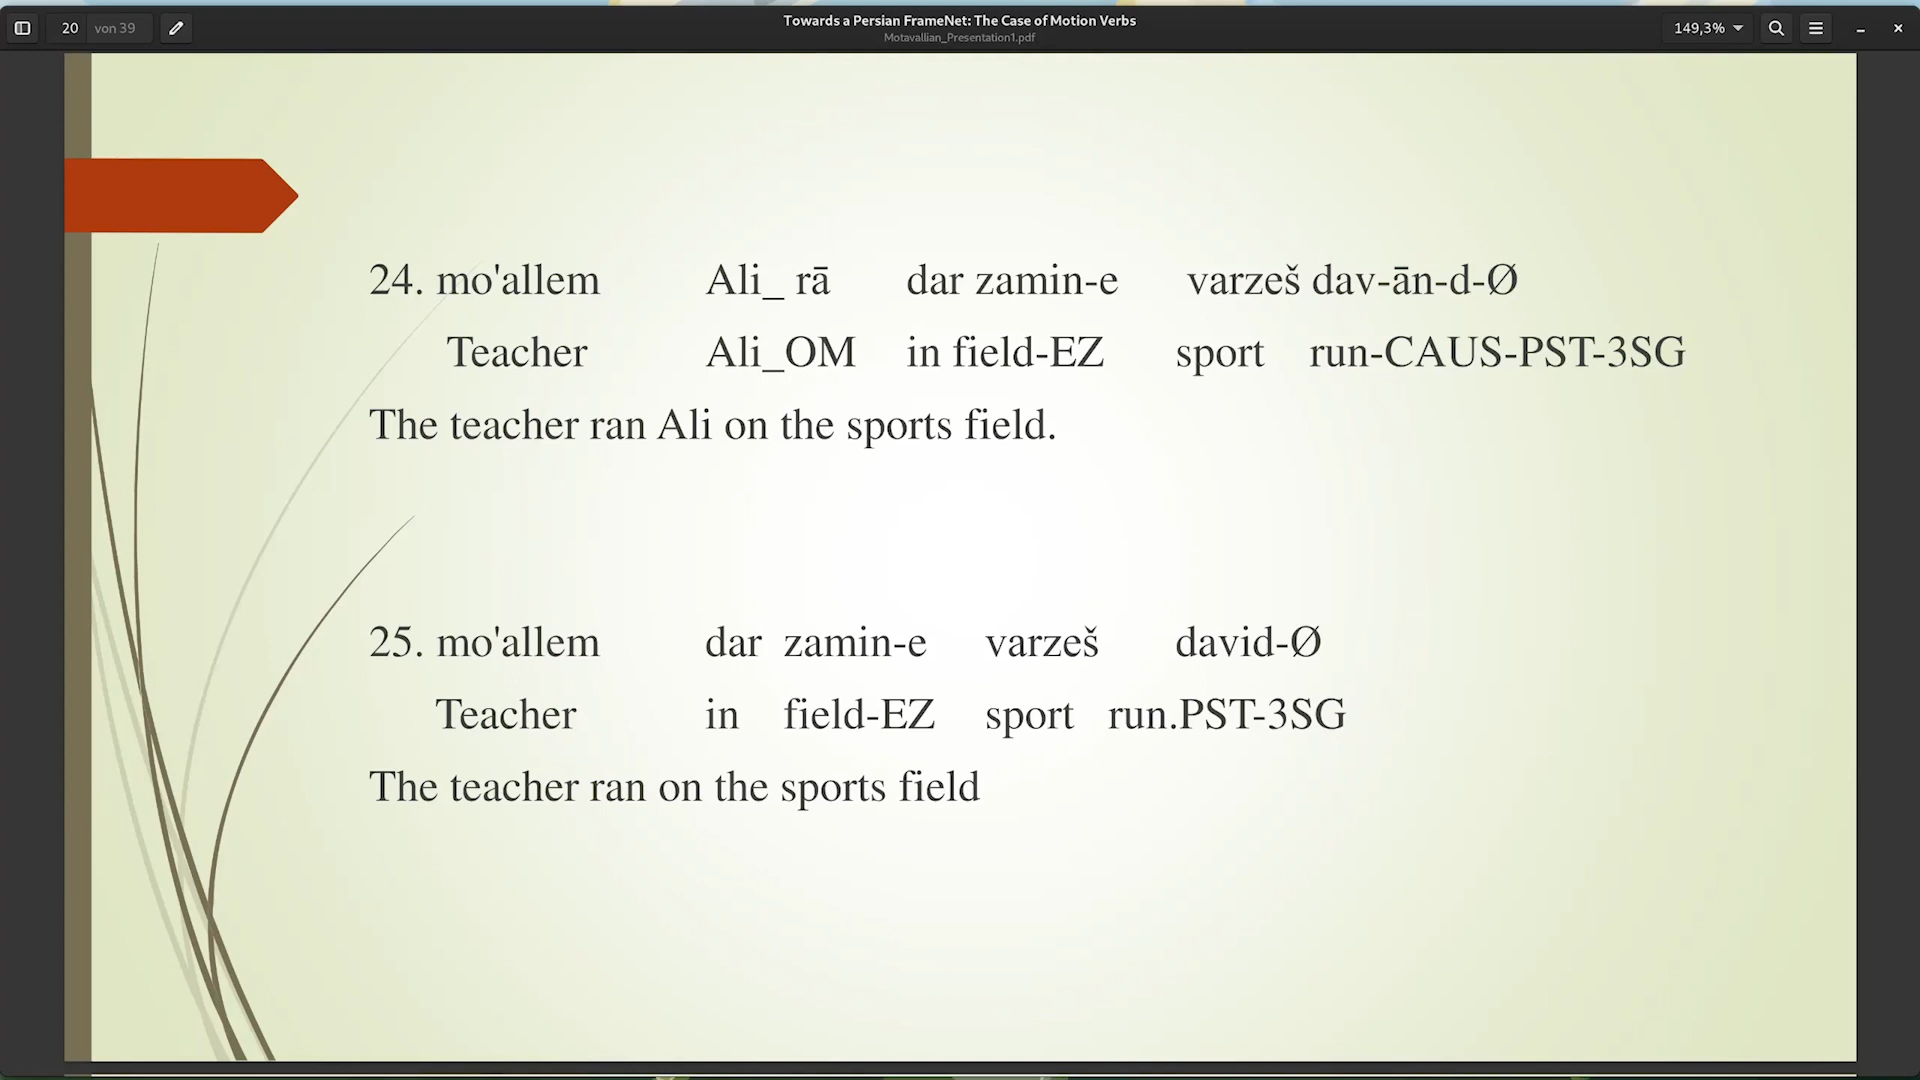 20 von 39
Towards a Persian FrameNet: The Case of Motion Verbs
Motavallian_Presentation1.pdf
149,3%
24. mo'allem Ali_ rā dar zamin-e varzeš dav-ān-d-Ø
Teacher Ali_OM in field-EZ sport run-CAUS-PST-3SG
The teacher ran Ali on the sports field.
25. mo'allem dar zamin-e varzeš david-Ø
Teacher in field-EZ sport run.PST-3SG
The teacher ran on the sports field